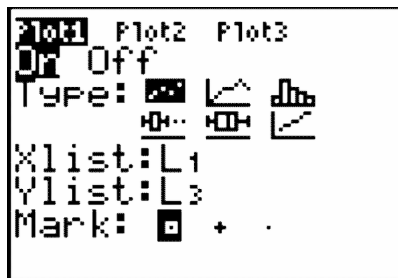 Plot1 Plot2 Plot3
On Off
Type:
Xlist:L₁
Ylist:L₃
Mark: + ·